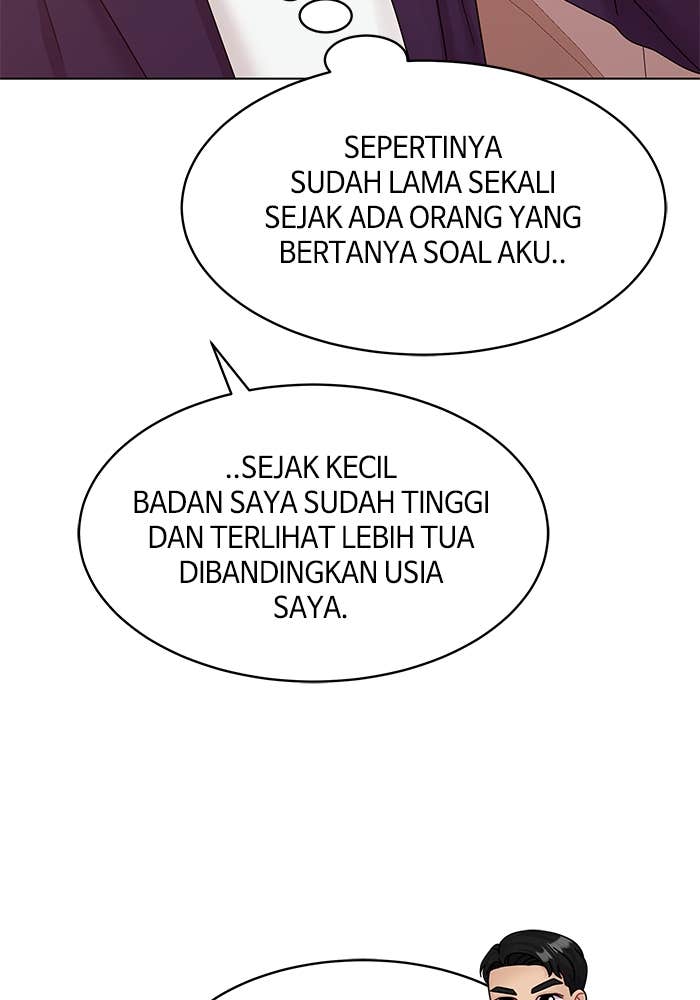 SEPERTINYA
SUDAH LAMA SEKALI
SEJAK ADA ORANG YANG
BERTANYA SOAL AKU..
..SEJAK KECIL
BADAN SAYA SUDAH TINGGI
DAN TERLIHAT LEBIH TUA
DIBANDINGKAN USIA
SAYA.